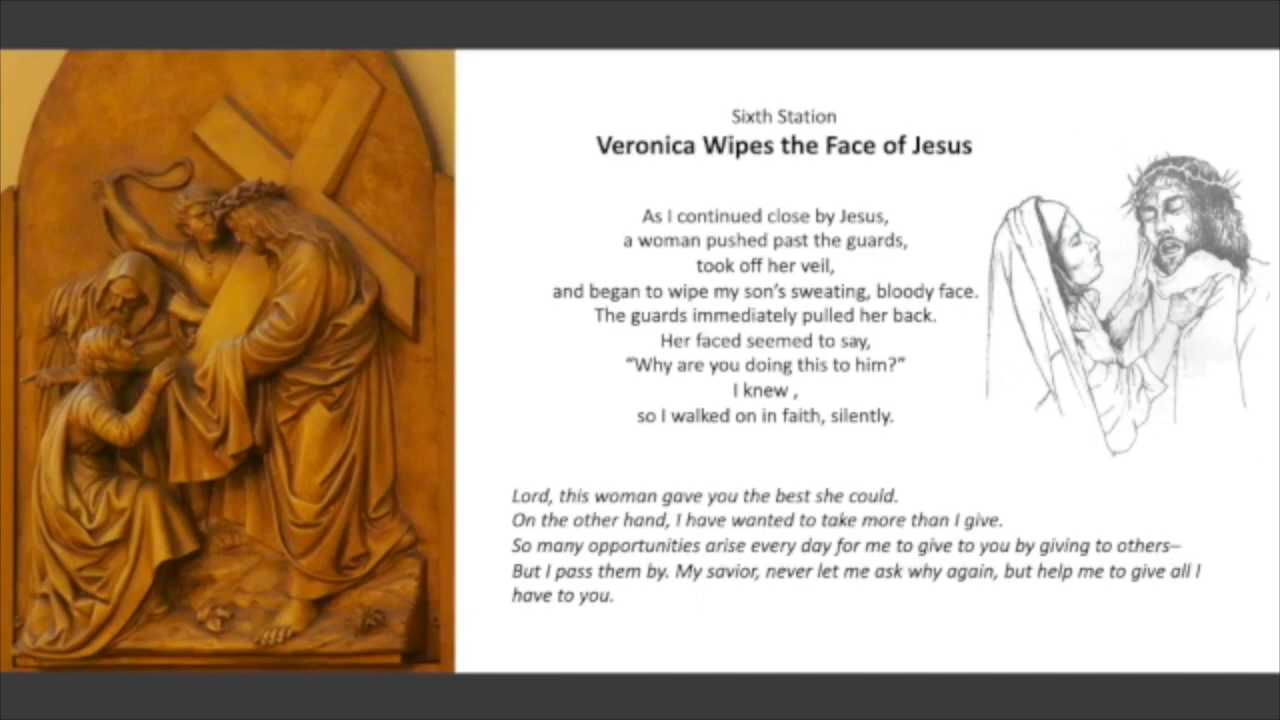 Sixth Station
Veronica Wipes the Face of Jesus
As I continued close by Jesus,
a woman pushed past the guards,
took off her veil,
and began to wipe my son’s sweating, bloody face.
The guards immediately pulled her back.
Her faced seemed to say,
“Why are you doing this to him?”
I knew ,
so I walked on in faith, silently.
Lord, this woman gave you the best she could.
On the other hand, I have wanted to take more than I give.
So many opportunities arise every day for me to give to you by giving to others–
But I pass them by. My savior, never let me ask why again, but help me to give all I
have to you.